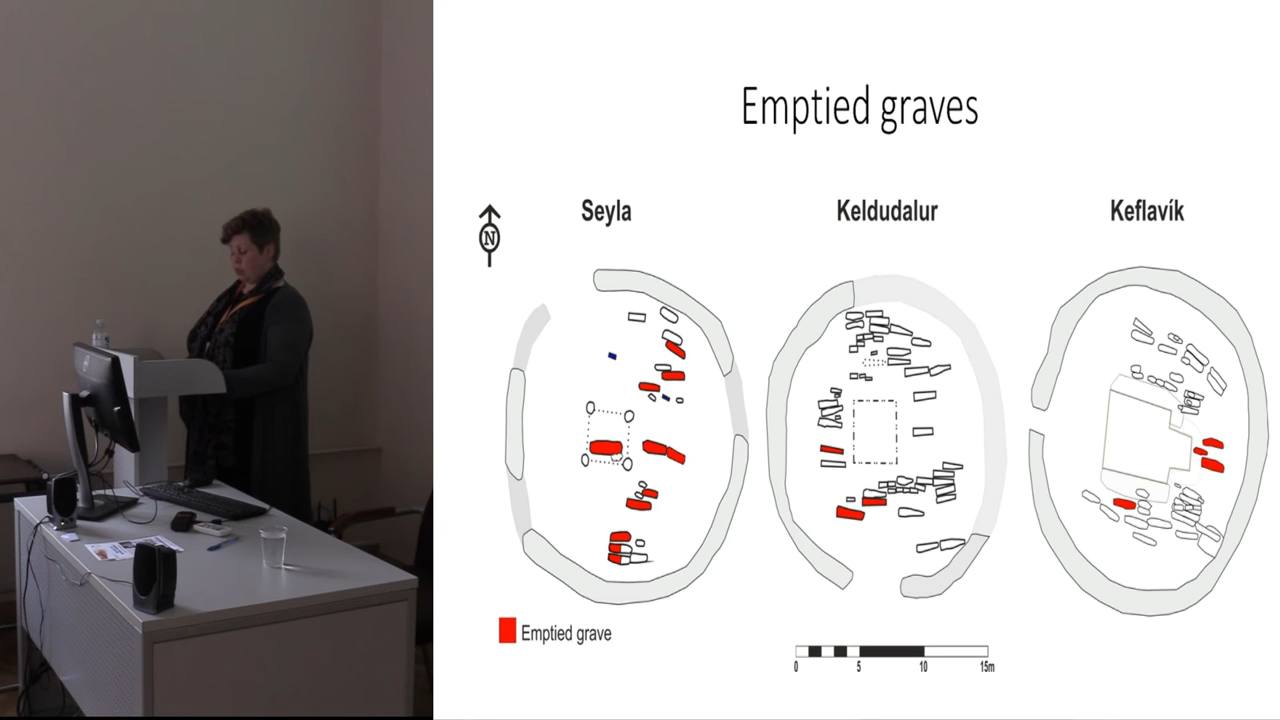 Emptied graves
Seyla
Keldudalur
Keflavík
N
Emptied grave
0 5 10 15m